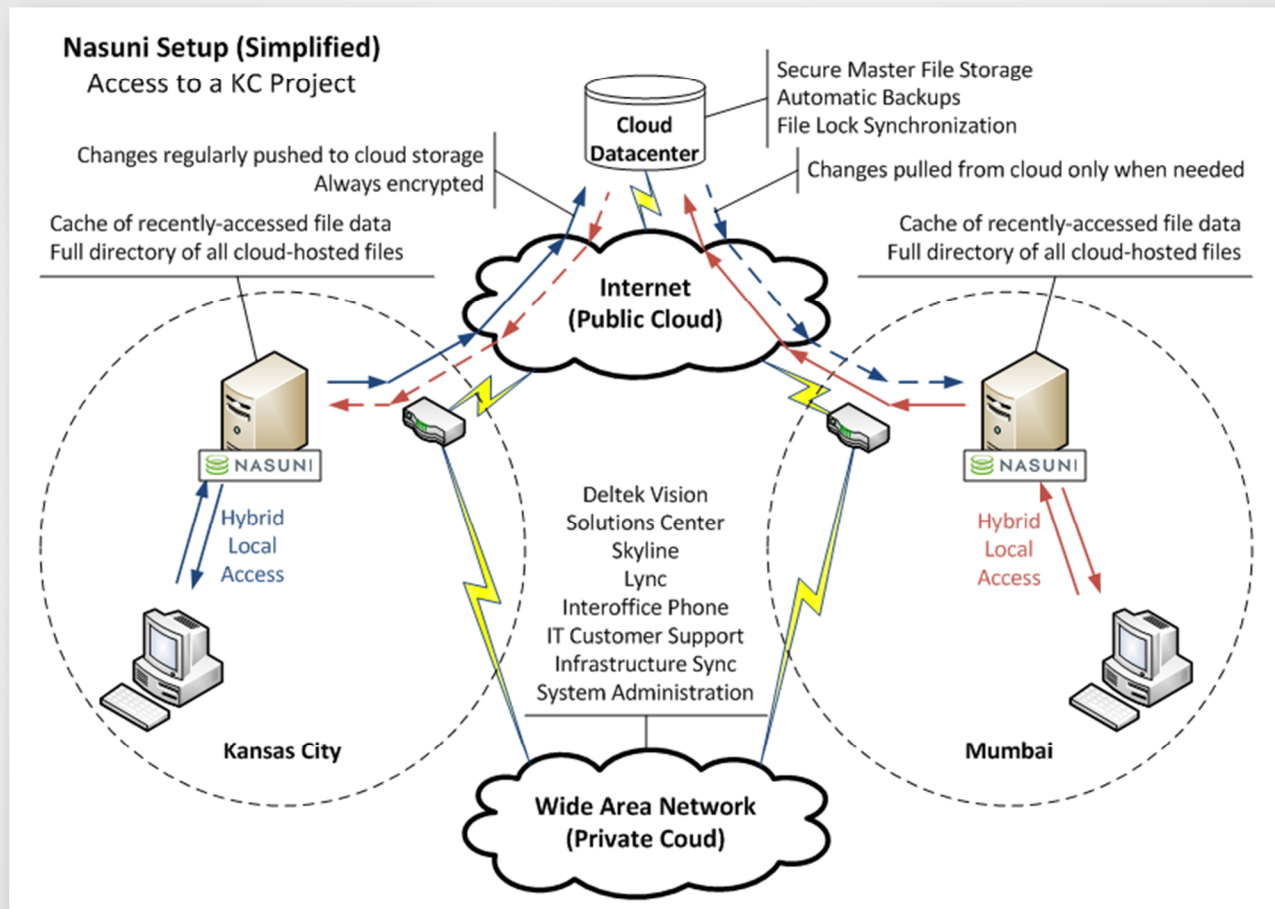 Nasuni Setup (Simplified)
Access to a KC Project
Cloud
Datacenter
Secure Master File Storage
Automatic Backups
File Lock Synchronization
Changes regularly pushed to cloud storage
Always encrypted
Changes pulled from cloud only when needed
Cache of recently-accessed file data
Full directory of all cloud-hosted files
Cache of recently-accessed file data
Full directory of all cloud-hosted files
Internet
(Public Cloud)
NASUNI
NASUNI
Hybrid
Local
Access
Deltek Vision
Solutions Center
Skyline
Lync
Interoffice Phone
IT Customer Support
Infrastructure Sync
System Administration
Hybrid
Local
Access
Kansas City
Mumbai
Wide Area Network
(Private Coud)